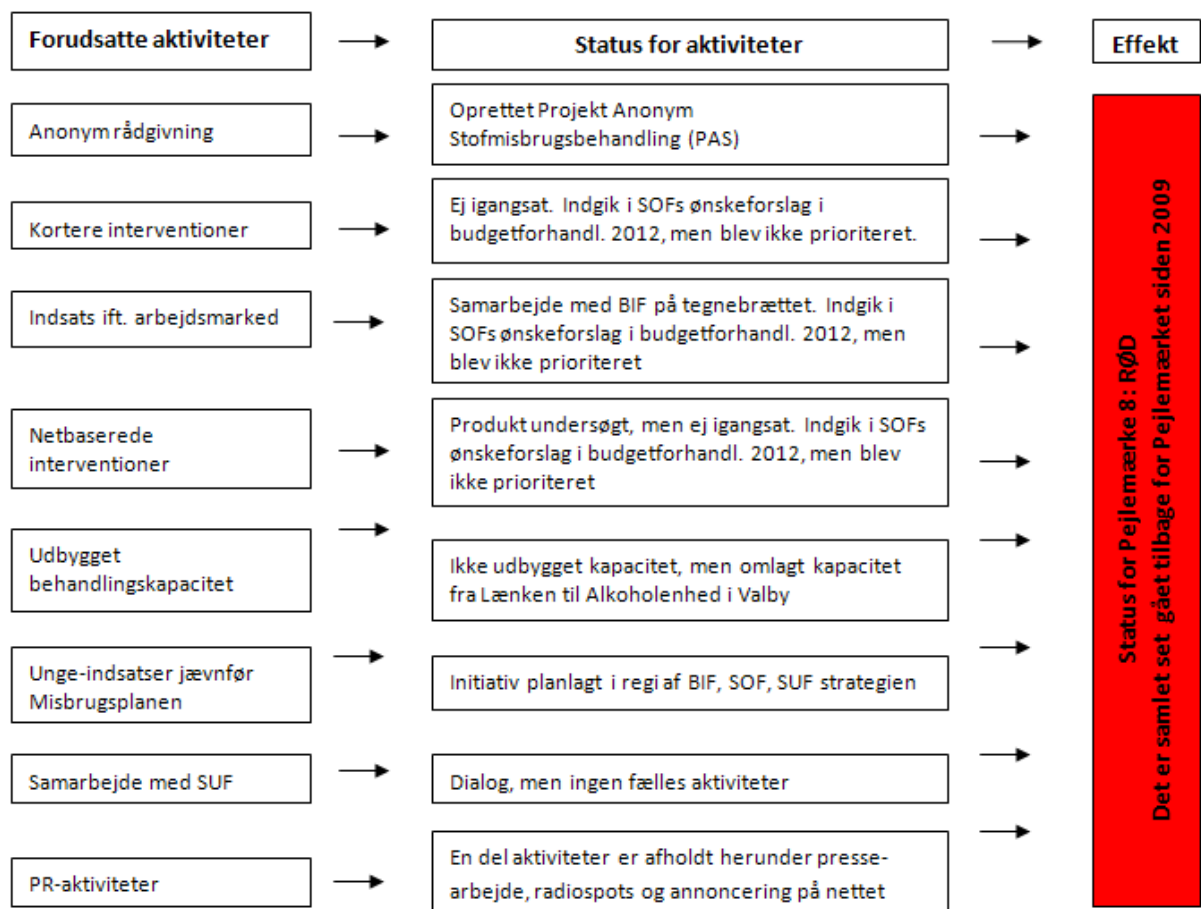 Forudsatte aktiviteter
Status for aktiviteter
Effekt
Anonym rådgivning
Oprettet Projekt Anonym
Stofmisbrugsbehandling (PAS)
Kortere interventioner
Ej igangsat. Indgik i SOFs ønskeforslag i
budgetforhandl. 2012, men blev ikke prioriteret.
Indsats ift. arbejdsmarked
Samarbejde med BIF på tegnebrættet. Indgik i
SOFs ønskeforslag i budgetforhandl. 2012, men
blev ikke prioriteret
Netbaserede
interventioner
Produkt undersøgt, men ej igangsat. Indgik i SOFs
ønskeforslag i budgetforhandl. 2012, men blev
ikke prioriteret
Udbygget
behandlingskapacitet
Ikke udbygget kapacitet, men omlagt kapacitet
fra Lænken til Alkoholenhed i Valby
Unge-indsatser jævnfør
Misbrugsplanen
Initiativ planlagt i regi af BIF, SOF, SUF strategien
Samarbejde med SUF
Dialog, men ingen fælles aktiviteter
PR-aktiviteter
En del aktiviteter er afholdt herunder presse-
arbejde, radiospots og annoncering på nettet
Status for Pejlemærke 8: RØD
Det er samlet set gået tilbage for Pejlemærket siden 2009